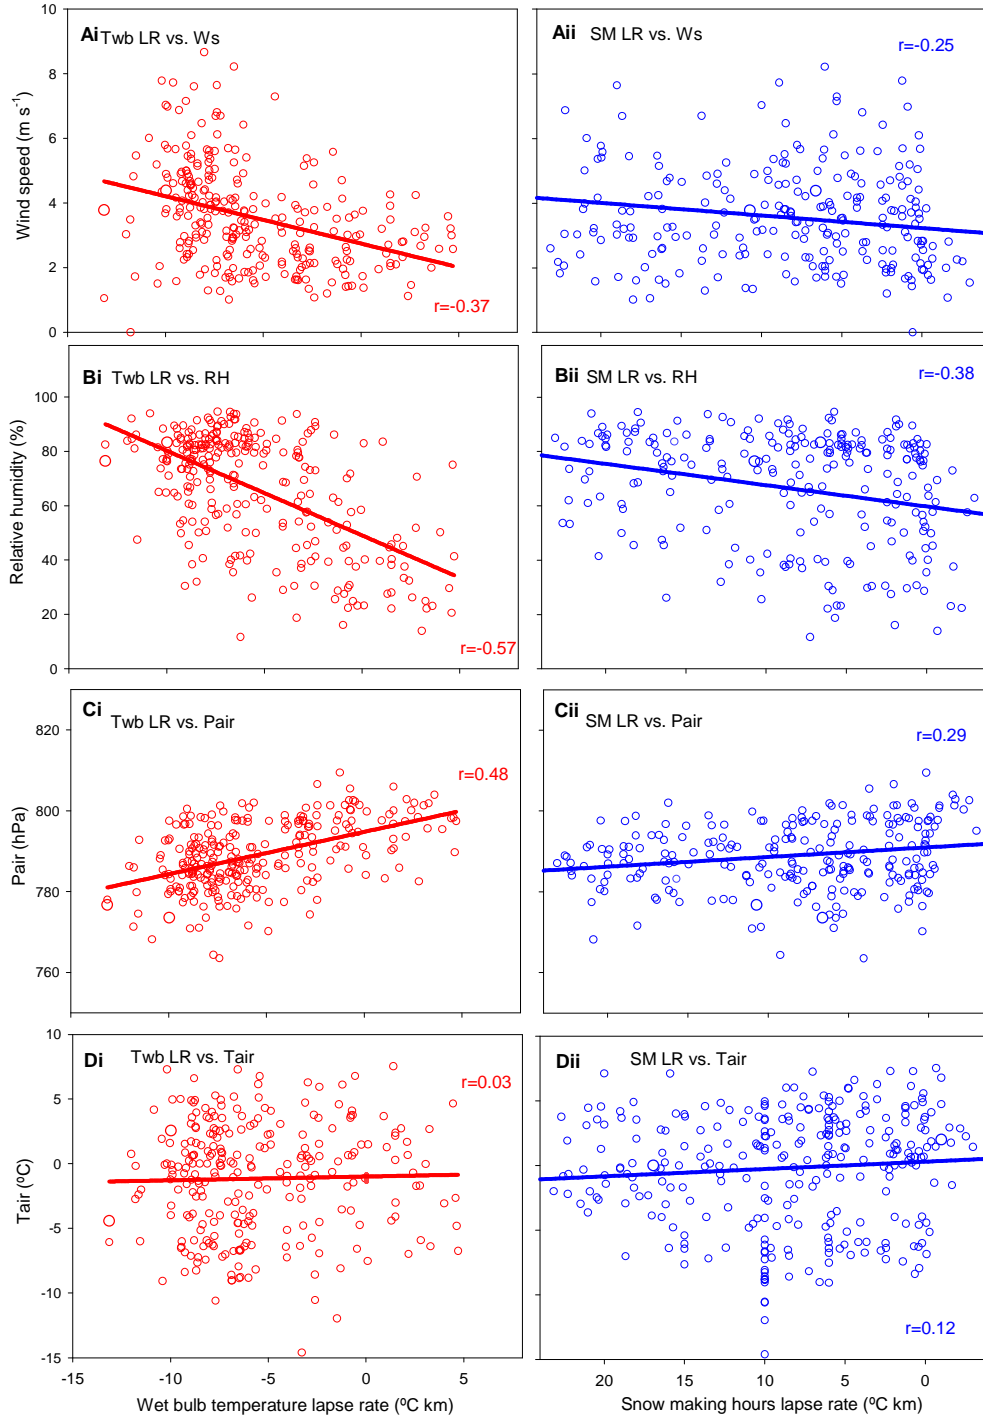 Ai Twb LR vs. Ws
Aii SM LR vs. Ws
r=-0.25
10
8
6
4
2
0
Wind speed (m s-1)
r=-0.37
Bi Twb LR vs. RH
Bii SM LR vs. RH
r=-0.38
100
80
60
40
20
0
Relative humidity (%)
r=-0.57
Ci Twb LR vs. Pair
Cii SM LR vs. Pair
r=0.29
r=0.48
820
800
780
760
Pair (hPa)
Di Twb LR vs. Tair
Dii SM LR vs. Tair
r=0.03
10
5
0
-5
-10
-15
Tair (ºC)
r=0.12
-15 -10 -5 0 5
20 15 10 5 0
Wet bulb temperature lapse rate (ºC km)
Snow making hours lapse rate (ºC km)